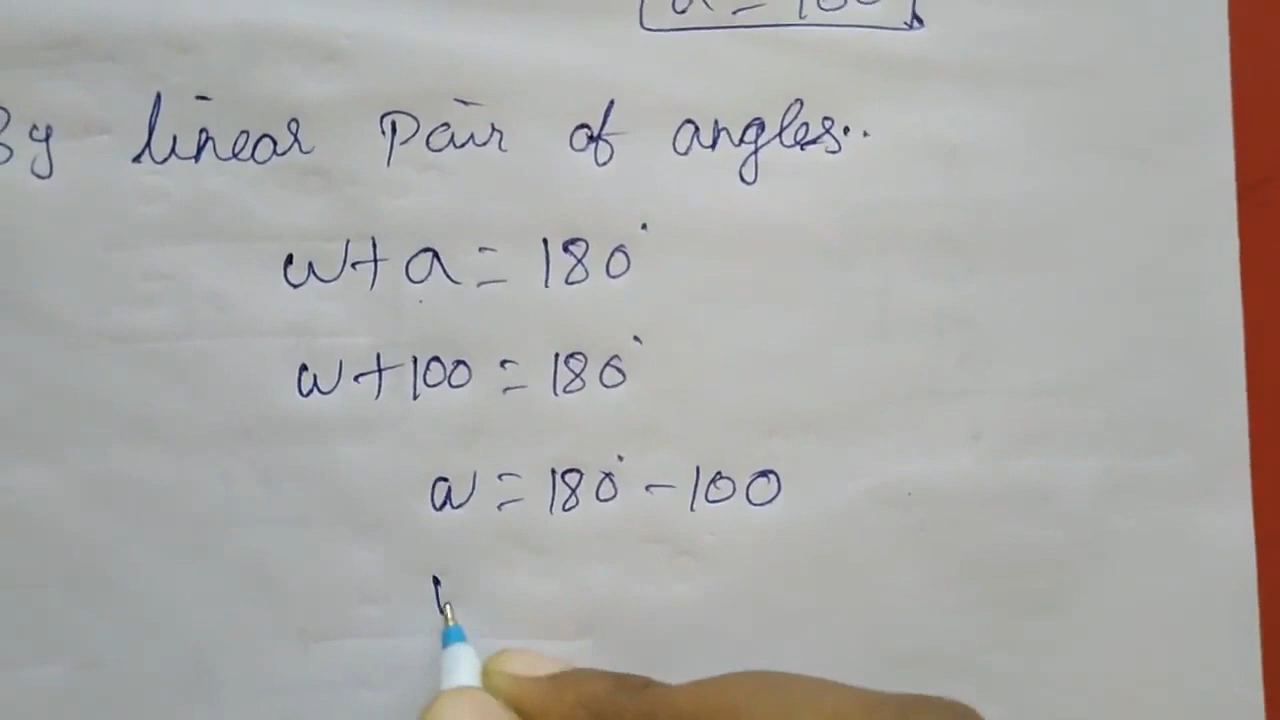 By linear Pair of angles..
w + a = 180°
w + 100 = 180°
w = 180° - 100